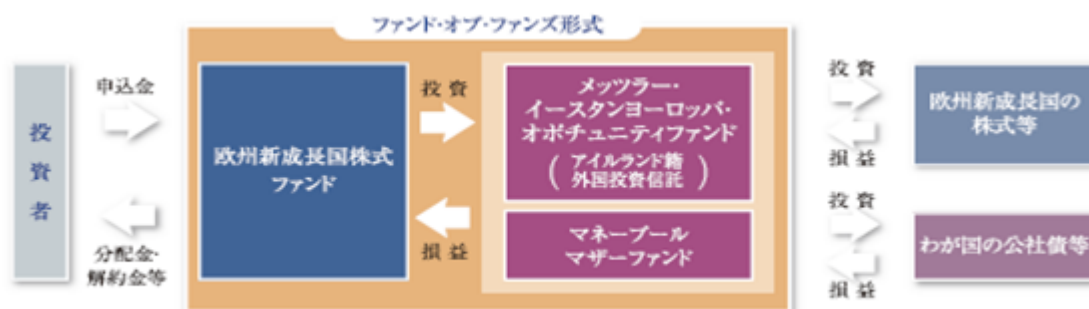 ファンド・オブ・ファンズ形式
投資者
申込金
分配金・
解約金等
欧州新成長国株式
ファンド
投資
損益
メッツラー・
イースタンヨーロッパ・
オポチュニティファンド
(アイルランド籍
外国投資信託)
マネープール
マザーファンド
投資
損益
欧州新成長国の
株式等
投資
損益
わが国の公社債等